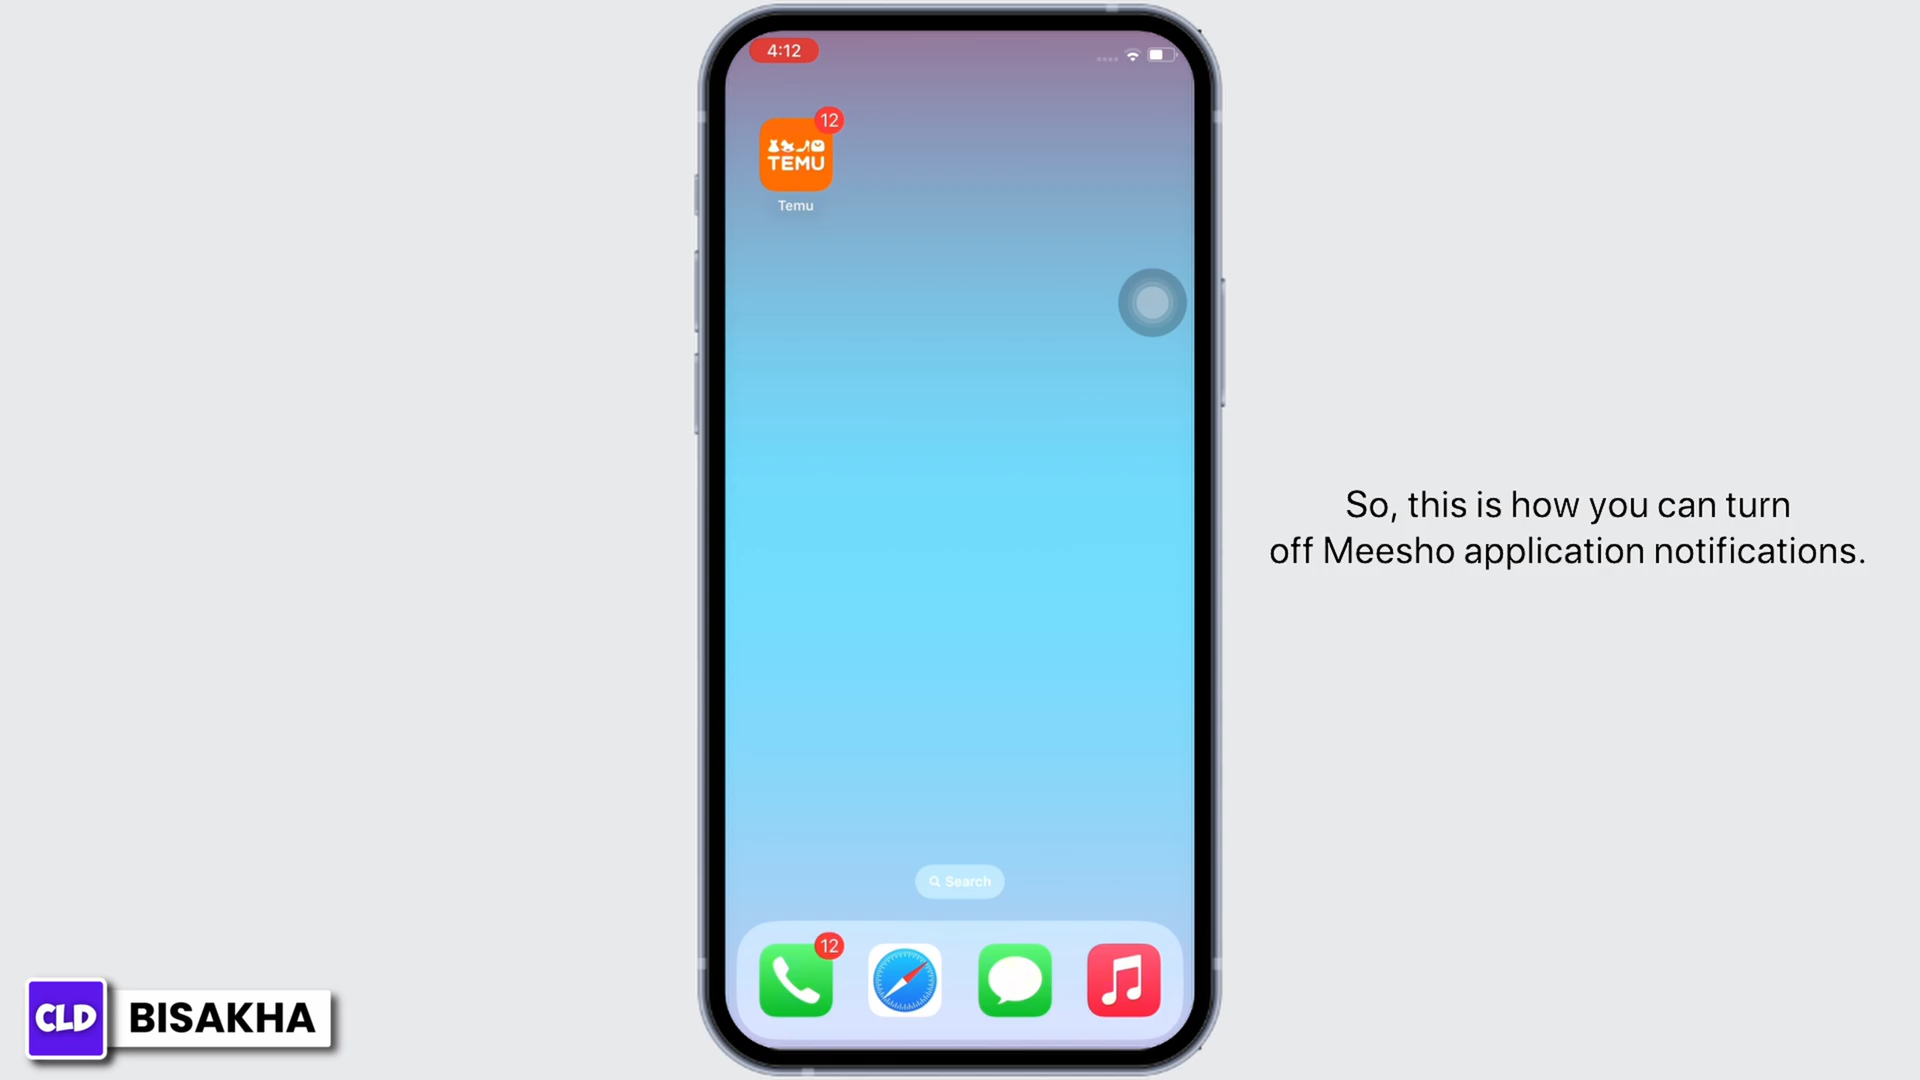 4:12
12
TEMU
Temu
So, this is how you can turn
off Meesho application notifications.
Search
12
CLD
BISAKHA